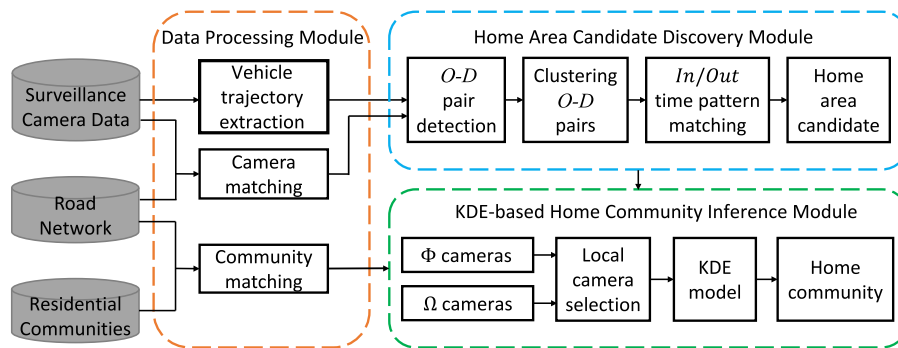 Data Processing Module
Home Area Candidate Discovery Module
Surveillance
Camera Data
Road
Network
Residential
Communities
Vehicle
trajectory
extraction
Camera
matching
Community
matching
O-D
pair
detection
Clustering
O-D
pairs
In/Out
time pattern
matching
Home
area
candidate
KDE-based Home Community Inference Module
Φ cameras
Ω cameras
Local
camera
selection
KDE
model
Home
community